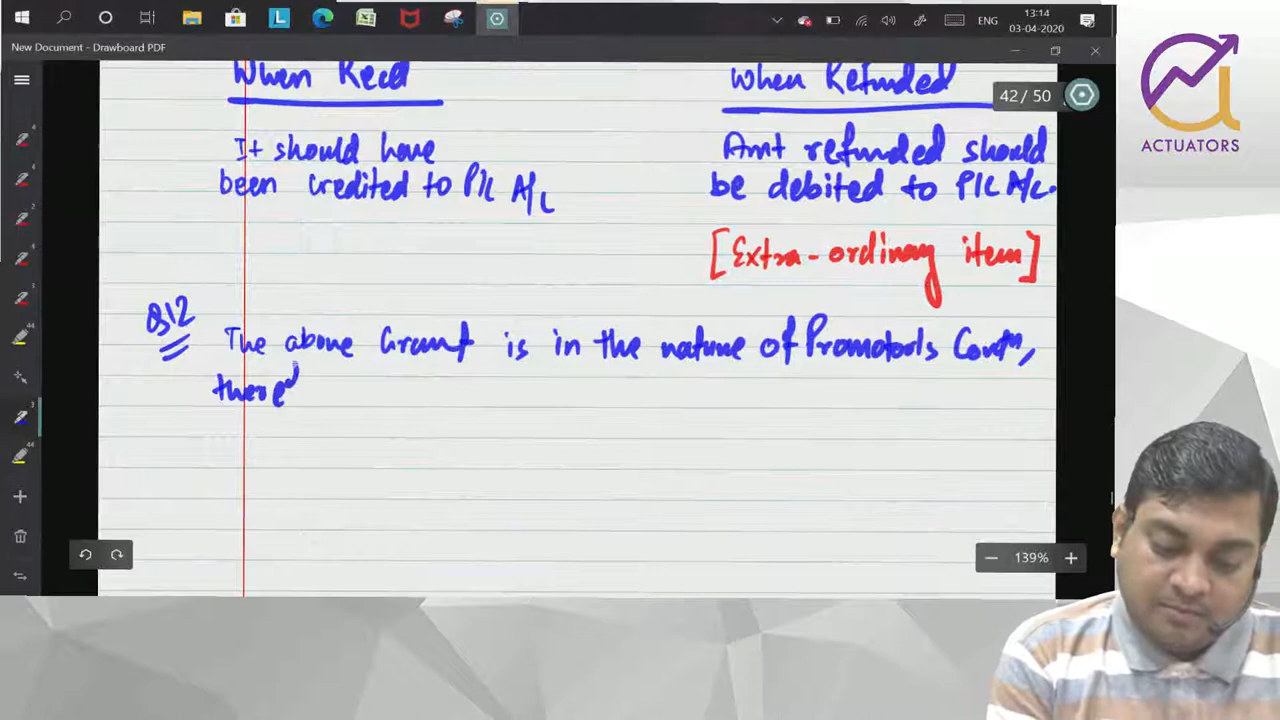 13:14
ENG
03-04-2020
New Document - Drawboard PDF
42 / 50
ACTUATORS
When Recd
When Refunded
It should have
been credited to P/L A/c
Amt refunded should
be debited to P/L A/c.
[Extra-ordinary item]
Q.12
The above Grant is in the nature of Promotors Contn,
there
139%